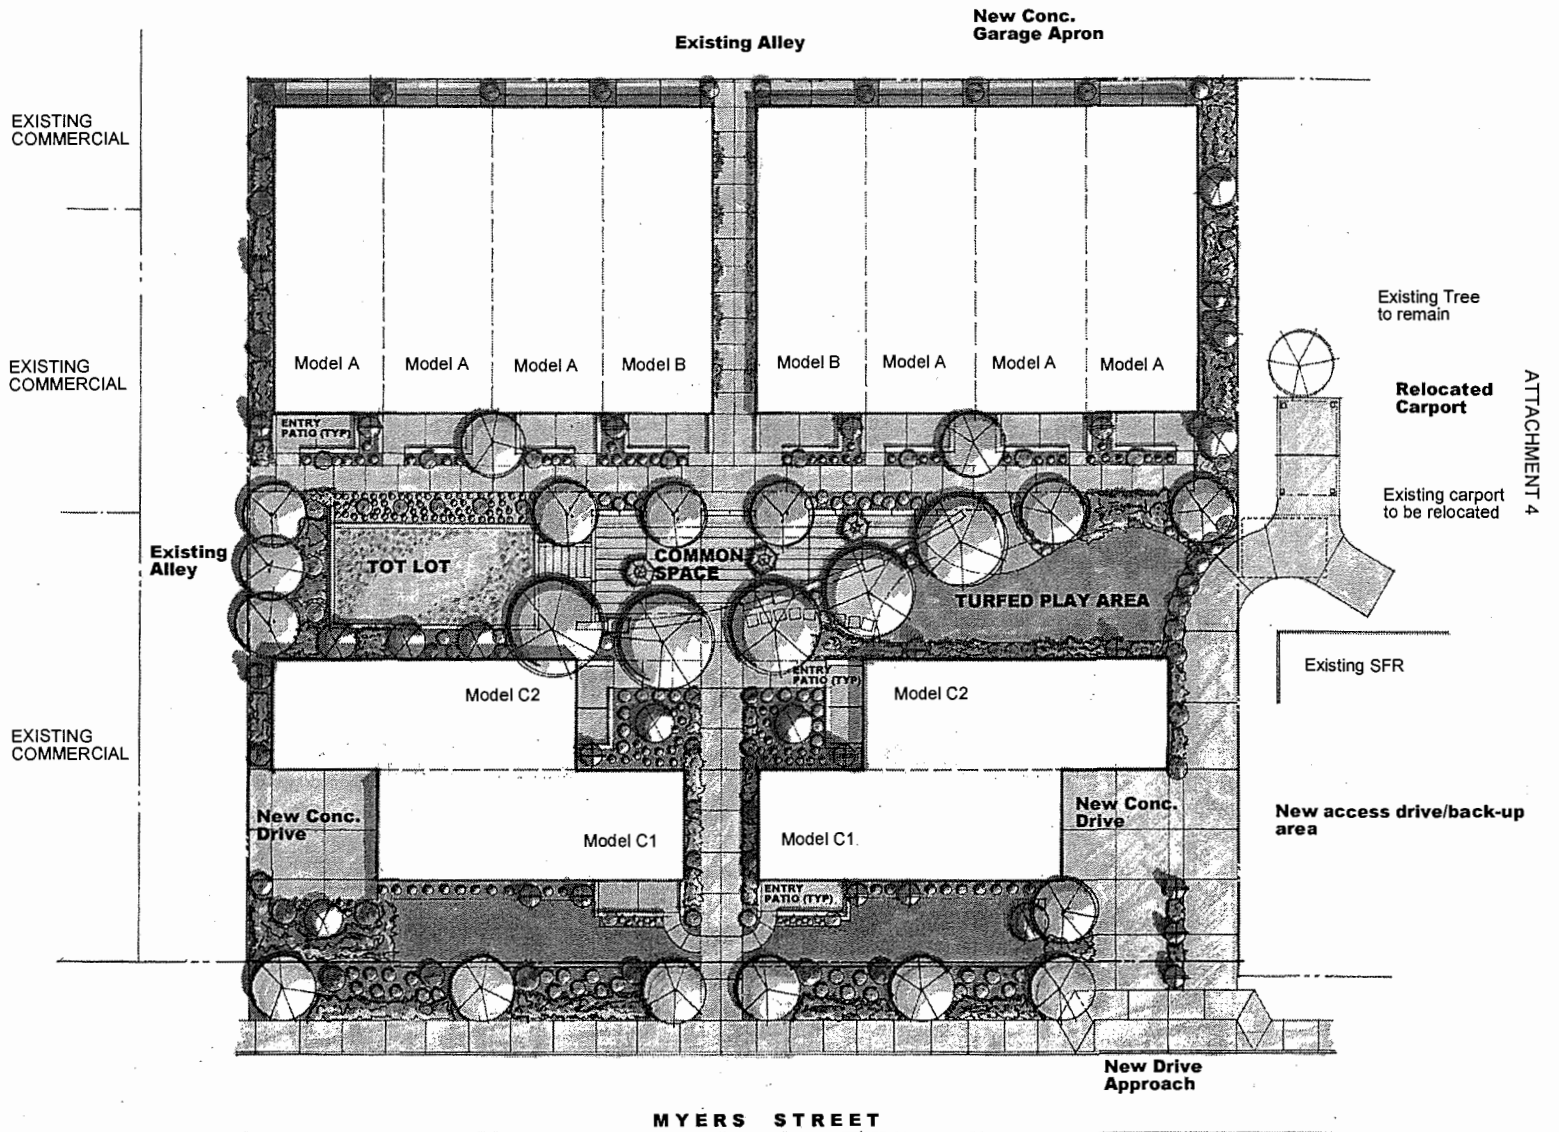 New Conc.
Garage Apron
Existing Alley
EXISTING
COMMERCIAL
Existing Tree
to remain
EXISTING
COMMERCIAL
Model A
Model A
Model A
Model B
Model B
Model A
Model A
Model A
Relocated
Carport
ATTACHMENT 4
ENTRY
PATIO (TYP)
Existing carport
to be relocated
Existing
Alley
TOT LOT
COMMON
SPACE
TURFED PLAY AREA
Existing SFR
ENTRY
PATIO (TYP)
Model C2
Model C2
EXISTING
COMMERCIAL
New Conc.
Drive
Model C1
Model C1
New Conc.
Drive
New access drive/back-up
area
ENTRY
PATIO (TYP)
New Drive
Approach
MYERS STREET